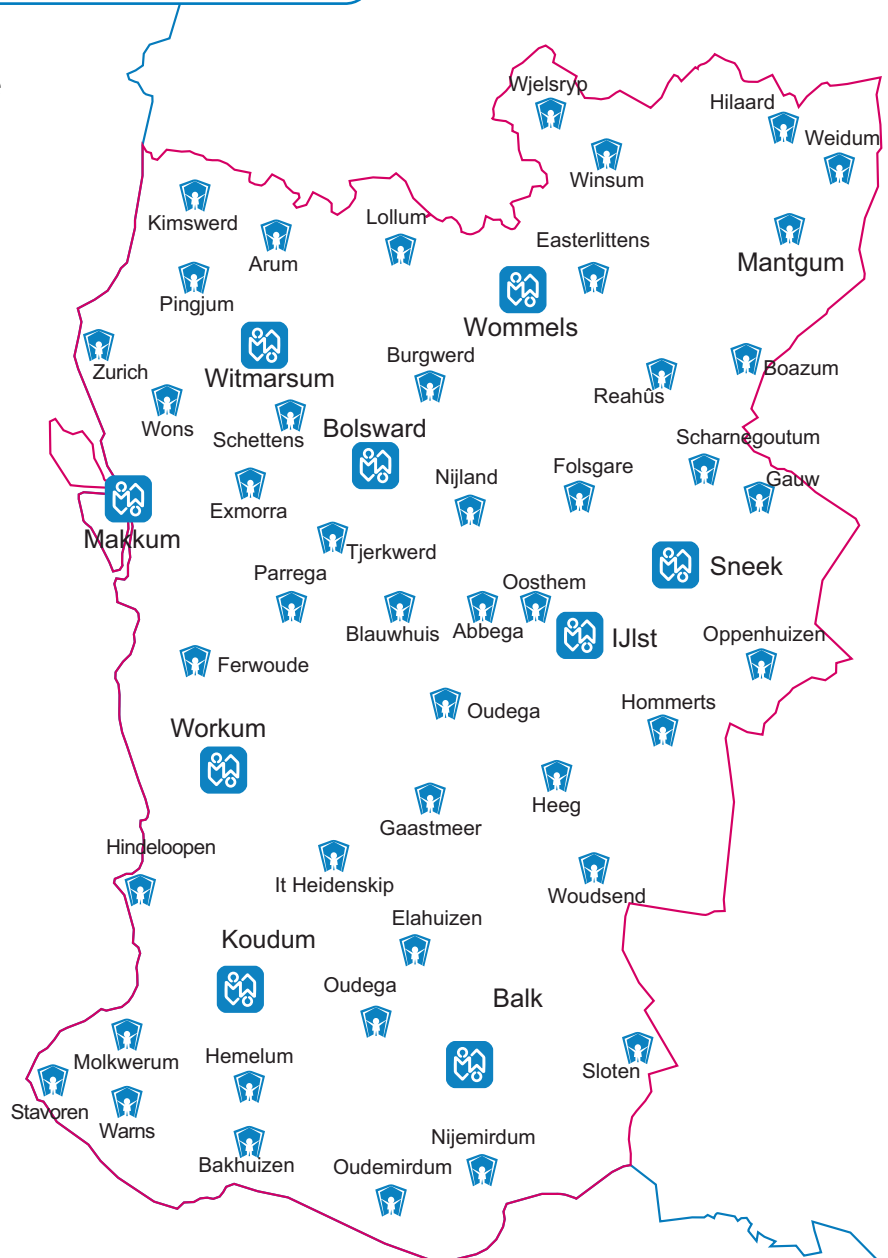 Wjelsryp
Hilaard
Weidum
Winsum
Kimswerd
Lollum
Arum
Easterlittens
Mantgum
Pingjum
Wommels
Zurich
Witmarsum
Burgwerd
Boazum
Reahûs
Wons
Schettens
Bolsward
Scharnegoutum
Nijland
Folsgare
Gauw
Exmorra
Makkum
Tjerkwerd
Sneek
Parrega
Oosthem
Blauwhuis
Abbega
IJlst
Oppenhuizen
Ferwoude
Hommerts
Oudega
Workum
Heeg
Gaastmeer
Hindeloopen
It Heidenskip
Woudsend
Elahuizen
Koudum
Oudega
Balk
Molkwerum
Hemelum
Sloten
Stavoren
Warns
Nijemirdum
Bakhuizen
Oudemirdum